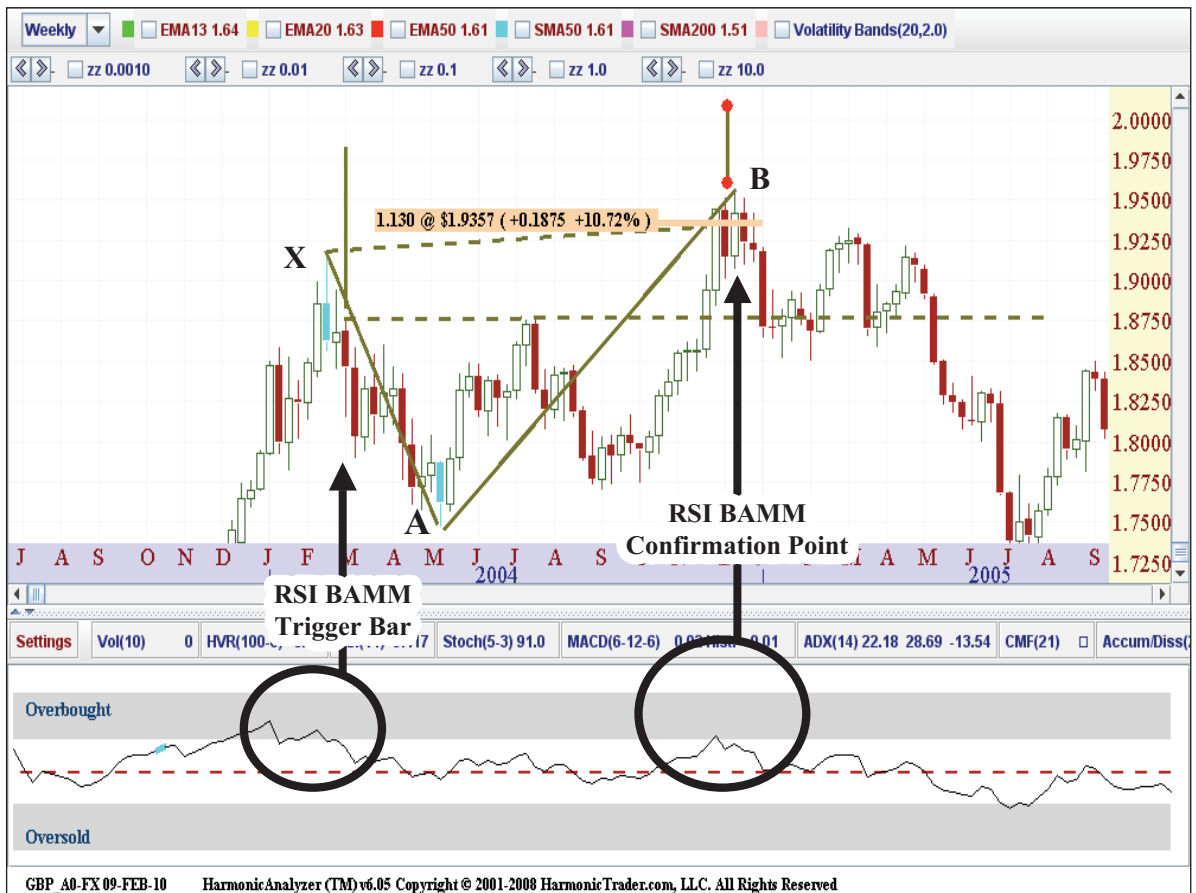 Weekly EMA13 1.64 EMA20 1.63 EMA50 1.61 SMA50 1.61 SMA200 1.51 Volatility Bands(20,2.0)
zz 0.0010 zz 0.01 zz 0.1 zz 1.0 zz 10.0
2.0000
1.9750
1.9500
1.9250
1.9000
1.8750
1.8500
1.8250
1.8000
1.7750
1.7500
1.7250
B
1.130 @ $1.9357 ( +0.1875 +10.72% )
X
A
RSI BAMM
Confirmation Point
J A S O N D J F M A M J J A S D M A M J J A S
2004 2005
RSI BAMM
Trigger Bar
Settings Vol(10) 0 HVR(100- Stoch(5-3) 91.0 MACD(6-12-6) ADX(14) 22.18 28.69 -13.54 CMF(21) Accum/Diss(
Overbought
Oversold
GBP_A0-FX 09-FEB-10 HarmonicAnalyzer (TM) v6.05 Copyright © 2001-2008 HarmonicTrader.com, LLC. All Rights Reserved